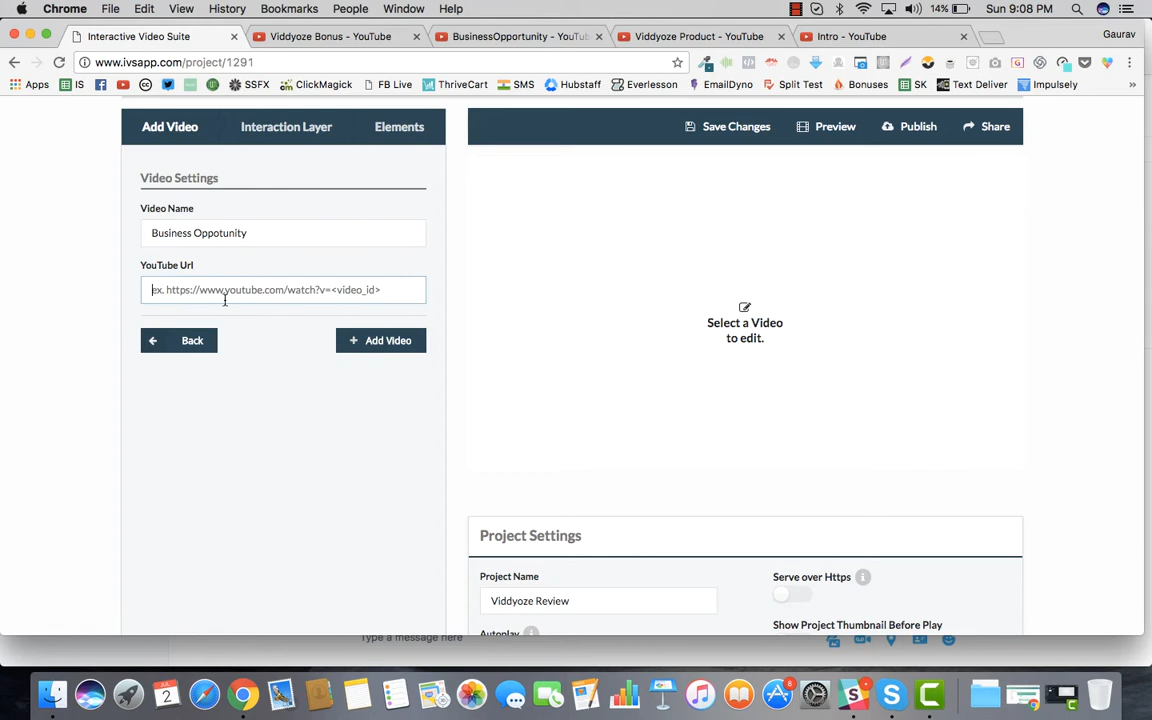 Chrome File Edit View History Bookmarks People Window Help 14% Sun 9:08 PM
Interactive Video Suite Viddyoze Bonus - YouTube BusinessOpportunity - YouTub Viddyoze Product - YouTube Intro - YouTube Gaurav
www.ivsapp.com/project/1291
Apps IS SSFX ClickMagick FB Live ThriveCart SMS Hubstaff Everlesson EmailDyno Split Test Bonuses SK Text Deliver Impulsely »
Add Video Interaction Layer Elements Save Changes Preview Publish Share
Video Settings
Video Name
Business Oppotunity
YouTube Url
ex. https://www.youtube.com/watch?v=<video_id>
Back Add Video
Select a Video
to edit.
Project Settings
Project Name Serve over Https
Viddyoze Review
Show Project Thumbnail Before Play
Autoplay
Type a message here
JUL
2
8